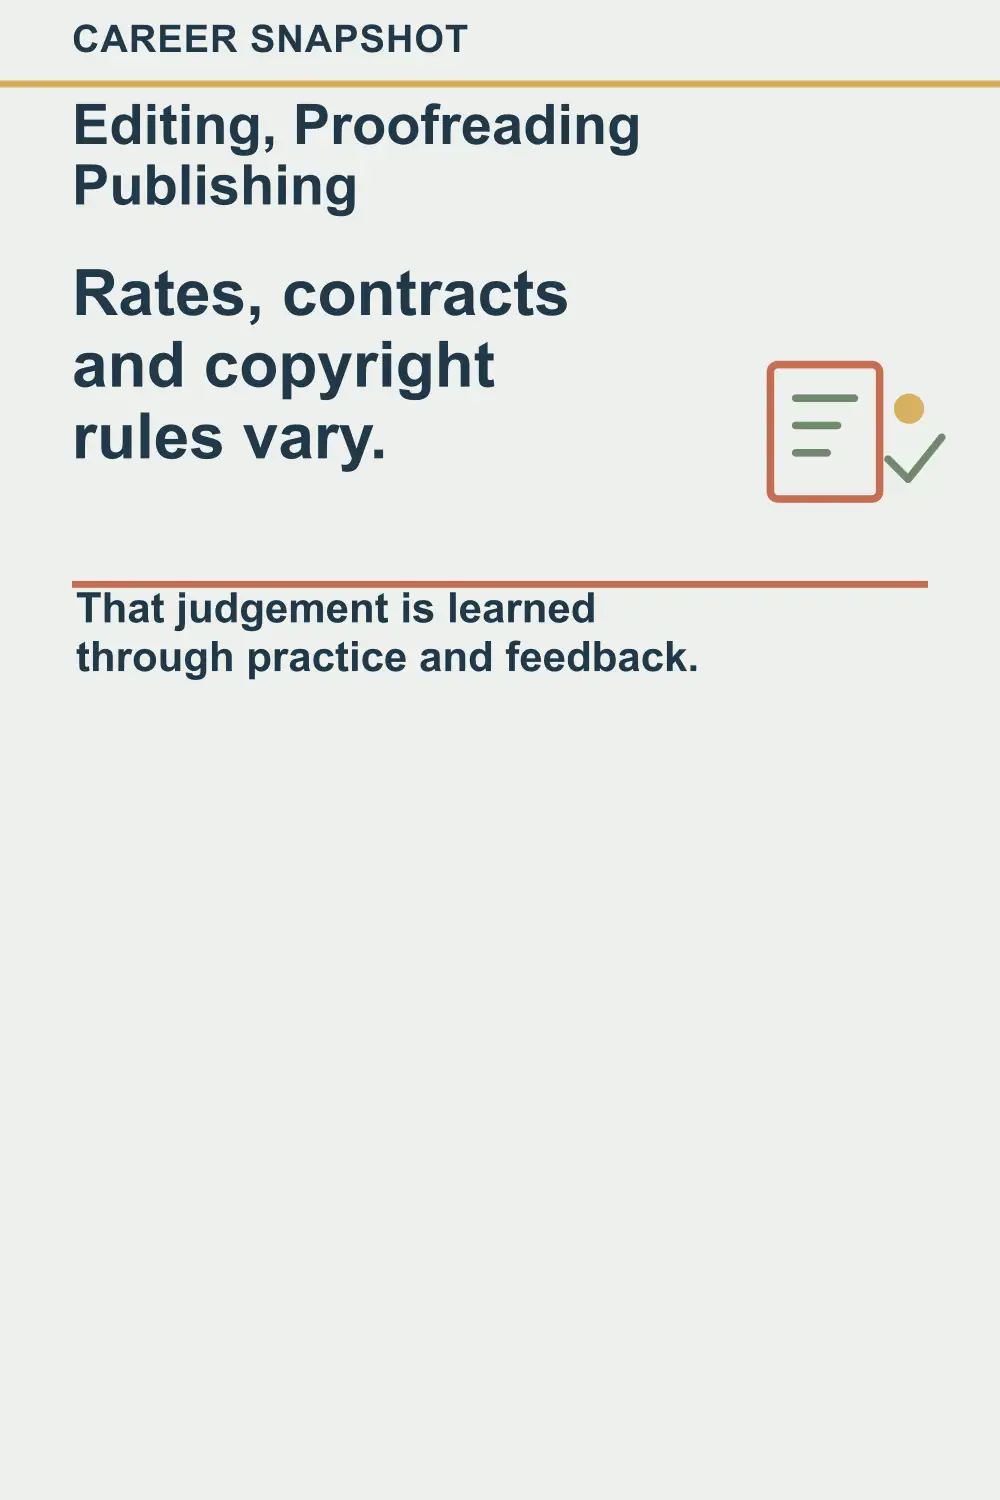 CAREER SNAPSHOT
Editing, Proofreading
Publishing
Rates, contracts
and copyright
rules vary.
That judgement is learned
through practice and feedback.